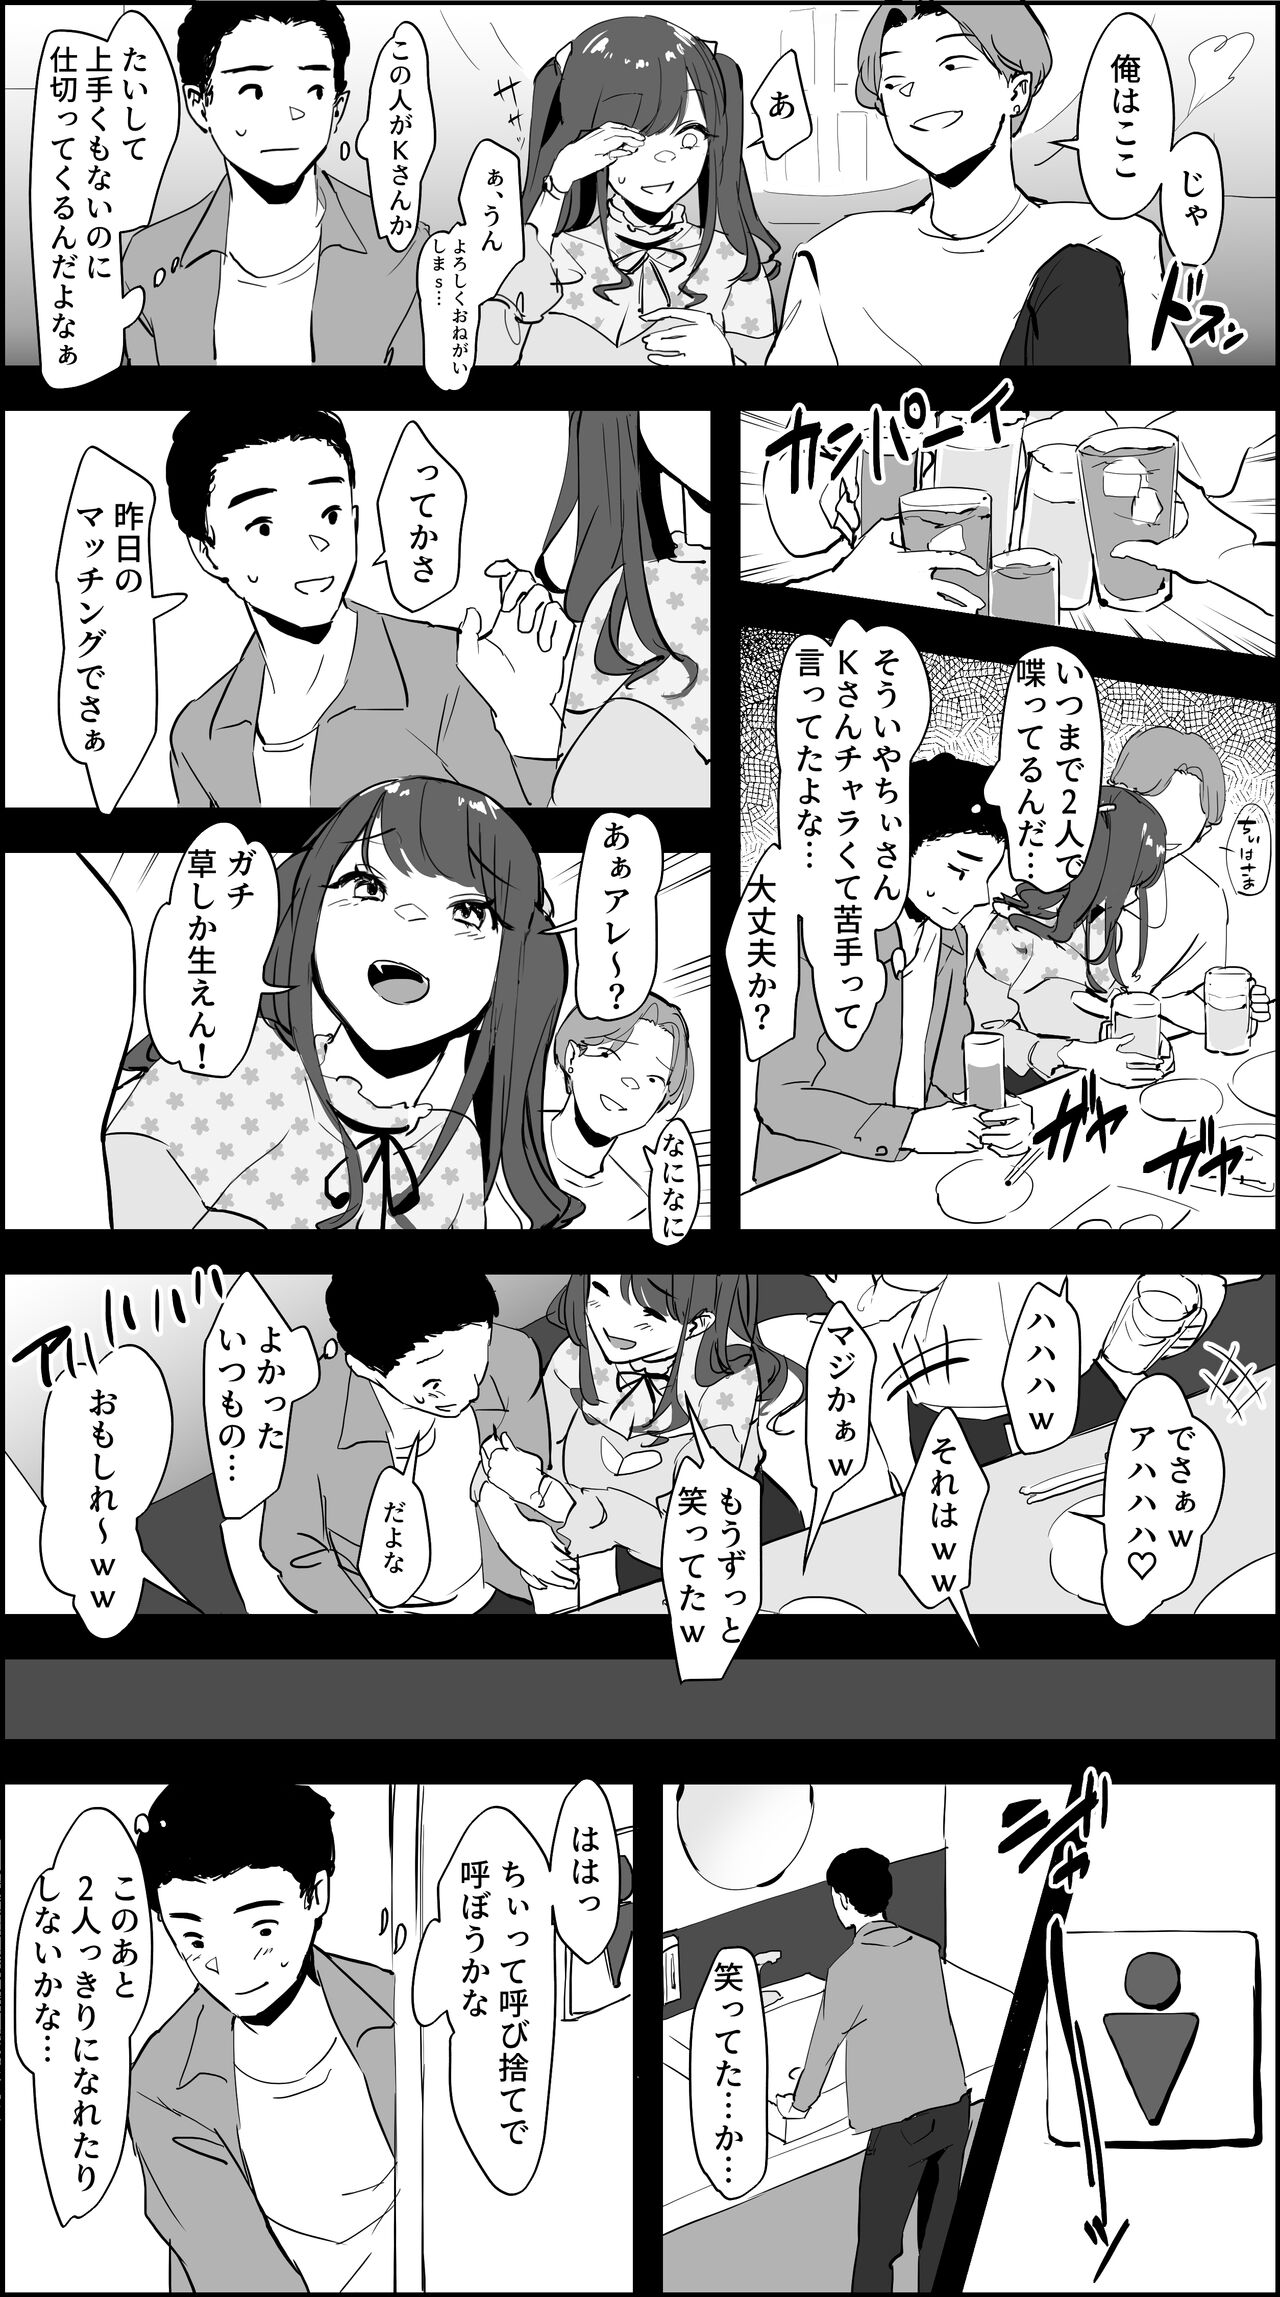 じゃ
俺はここ
ドスン
あ
ぁ、うん
よろしくおねがい
しまs…
この人がKさんか
たいして
上手くもないのに
仕切ってくるんだよなぁ
カンパーイ
いつまで2人で
喋ってるんだ…
ちぃはさぁ
そういやちぃさん
Kさんチャラくて苦手って
言ってたよな…
大丈夫か?
ガヤ
ガヤ
ってかさ
昨日の
マッチングでさぁ
あぁアレ~?
ガチ
草しか生えん!
なになに
でさぁw
アハハハ♡
ハハハw
それはww
マジかぁw
もうずっと
笑ってたw
だよな
よかった
いつもの…
アハハハハ
おもしれ~ww
ジャーッ
笑ってた…か…
ははっ
ちぃって呼び捨てで
呼ぼうかな
このあと
2人っきりになれたり
しないかな…